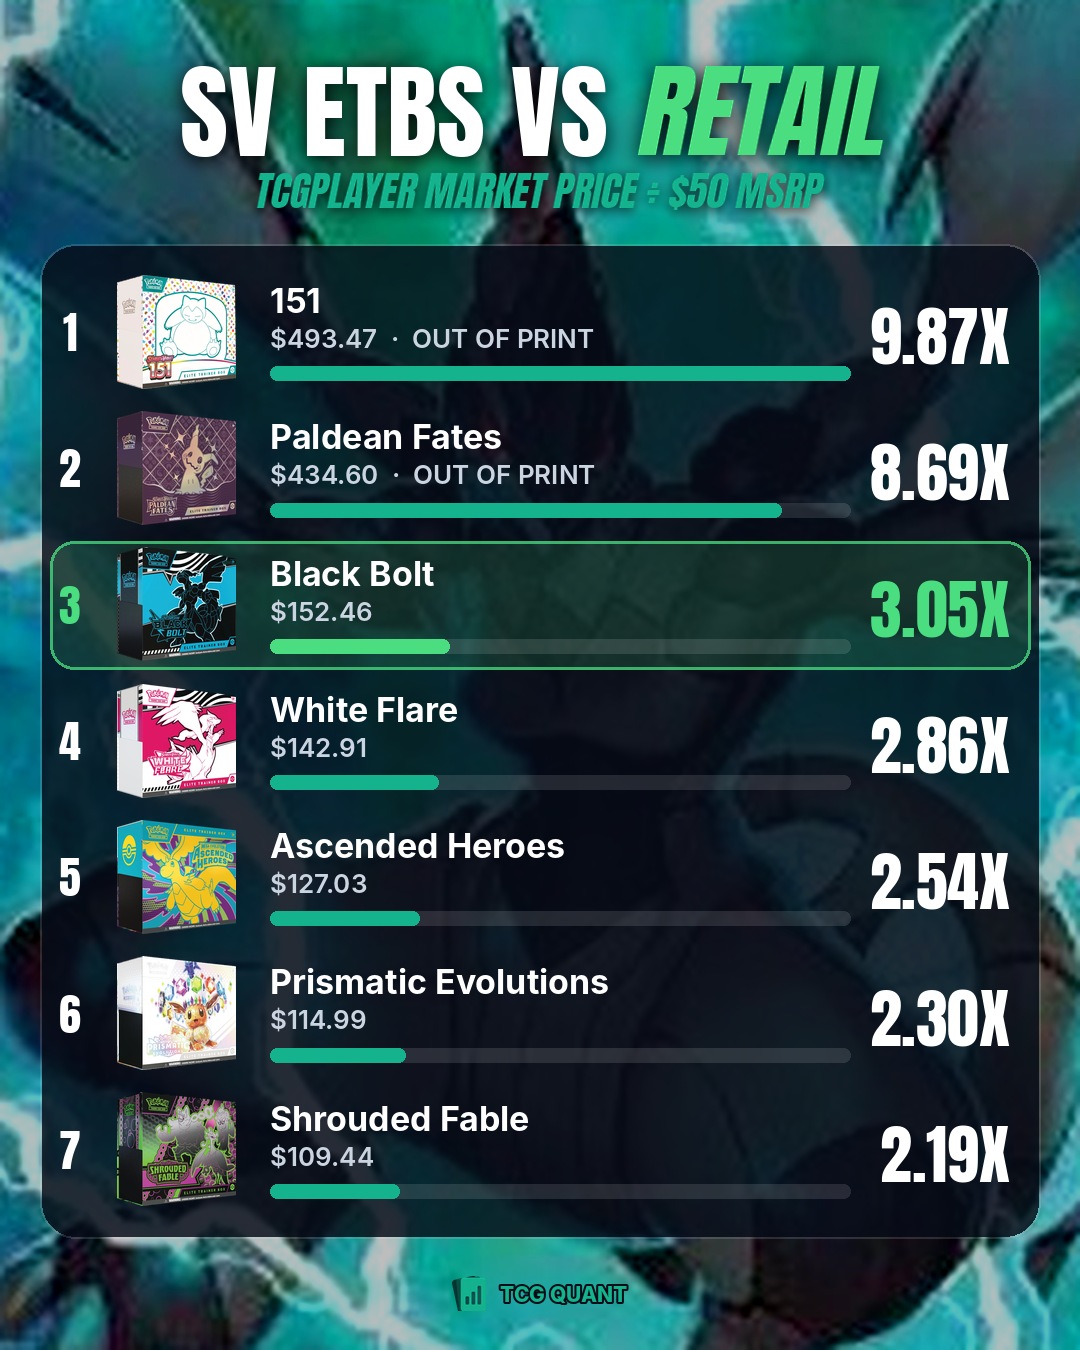 SV ETBS VS RETAIL
TCGPLAYER MARKET PRICE ÷ $50 MSRP
1
151
$493.47 · OUT OF PRINT
9.87X
2
Paldean Fates
$434.60 · OUT OF PRINT
8.69X
3
Black Bolt
$152.46
3.05X
4
White Flare
$142.91
2.86X
5
Ascended Heroes
$127.03
2.54X
6
Prismatic Evolutions
$114.99
2.30X
7
Shrouded Fable
$109.44
2.19X
TCG QUANT